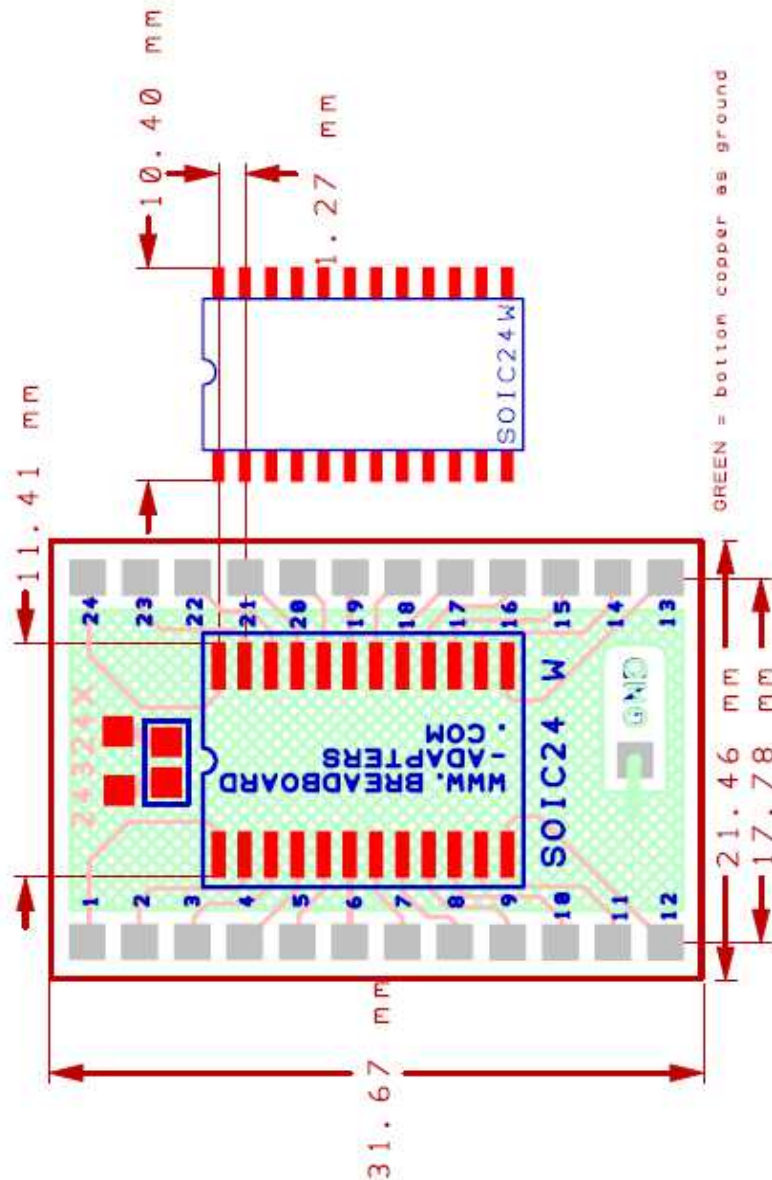 10.40 mm
1.27 mm
11.41 mm
SOIC24W
GREEN = bottom copper as ground
24324X
24
23
22
21
20
19
18
17
16
15
14
13
1
2
3
4
5
6
7
8
9
10
11
12
WWW.BREADBOARD
-ADAPTERS
.COM
SOIC24 W
GND
21.46 mm
17.78 mm
31.67 mm